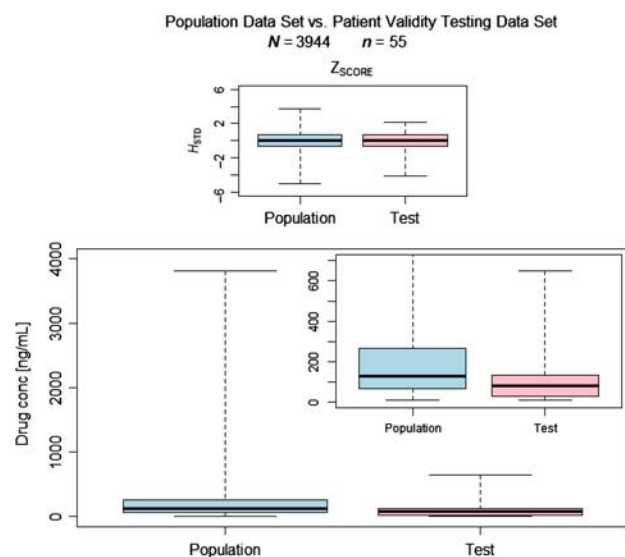 Population Data Set vs. Patient Validity Testing Data Set
N = 3944 n = 55
ZSCORE
HSTD
6
2
-2
-6
Population Test
Drug conc [ng/mL]
4000
3000
2000
1000
0
600
400
200
0
Population Test
Population Test